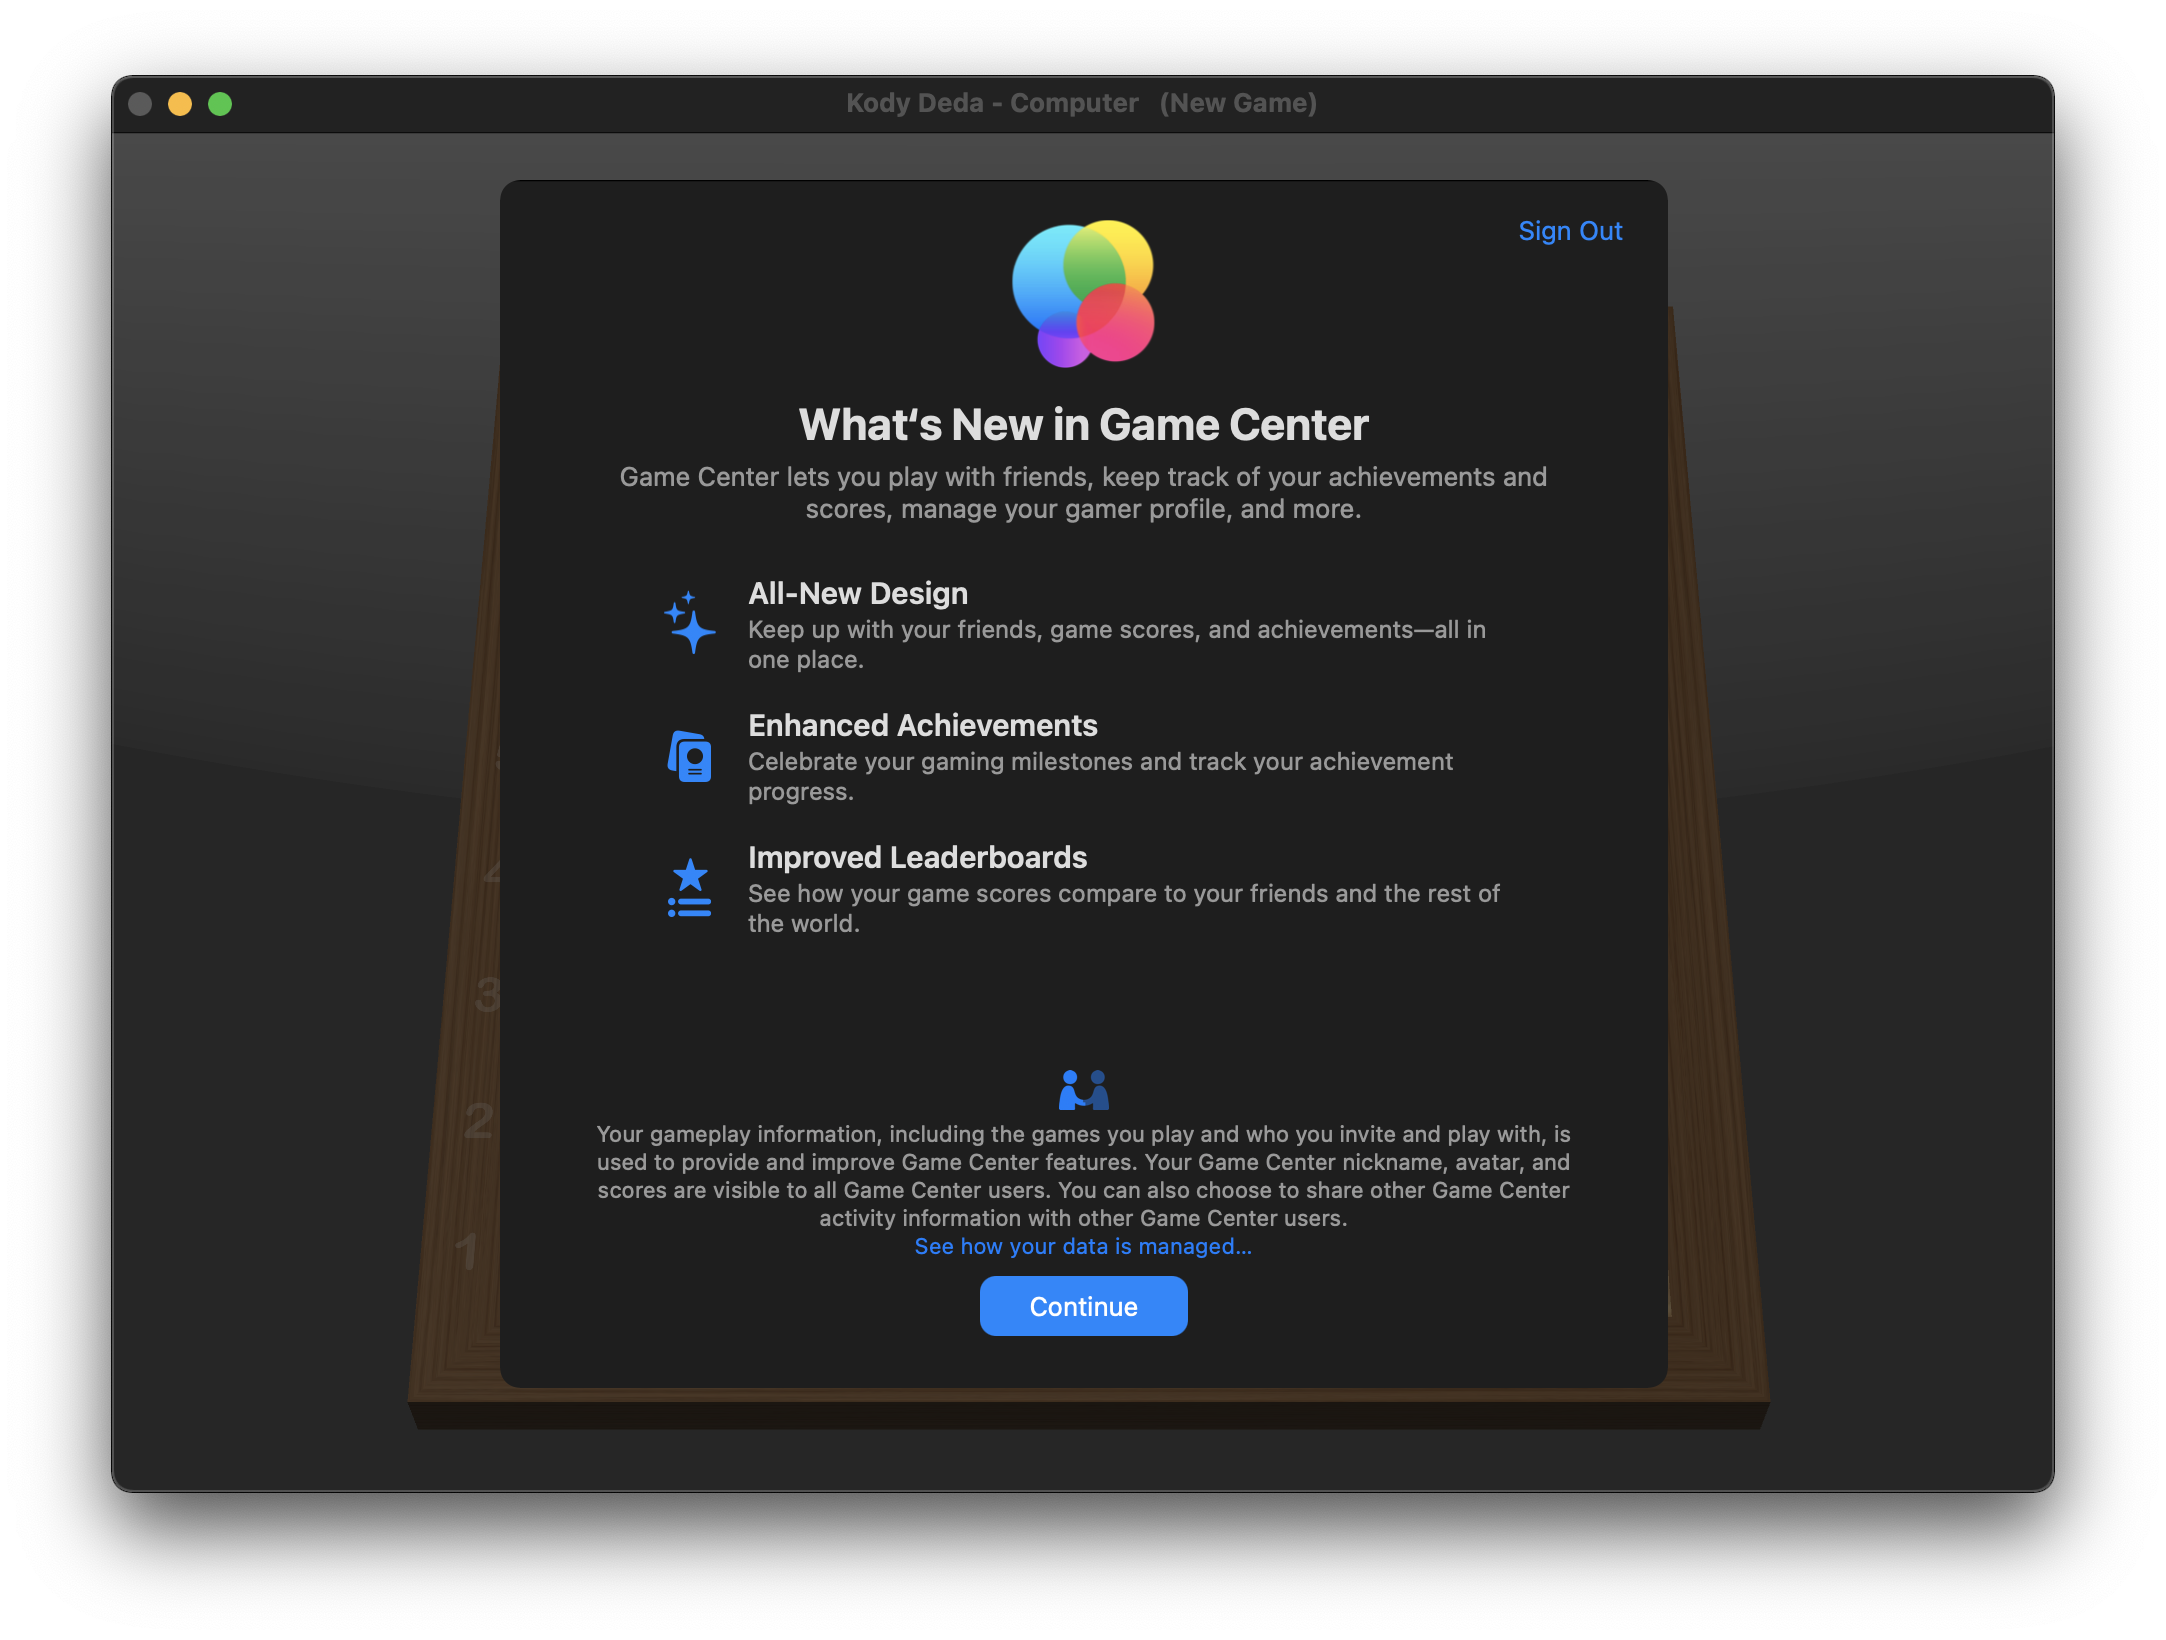 Kody Deda - Computer (New Game)
Sign Out
What‘s New in Game Center
Game Center lets you play with friends, keep track of your achievements and
scores, manage your gamer profile, and more.
All-New Design
Keep up with your friends, game scores, and achievements—all in
one place.
Enhanced Achievements
Celebrate your gaming milestones and track your achievement
progress.
Improved Leaderboards
See how your game scores compare to your friends and the rest of
the world.
4
3
2
1
Your gameplay information, including the games you play and who you invite and play with, is
used to provide and improve Game Center features. Your Game Center nickname, avatar, and
scores are visible to all Game Center users. You can also choose to share other Game Center
activity information with other Game Center users.
See how your data is managed...
Continue